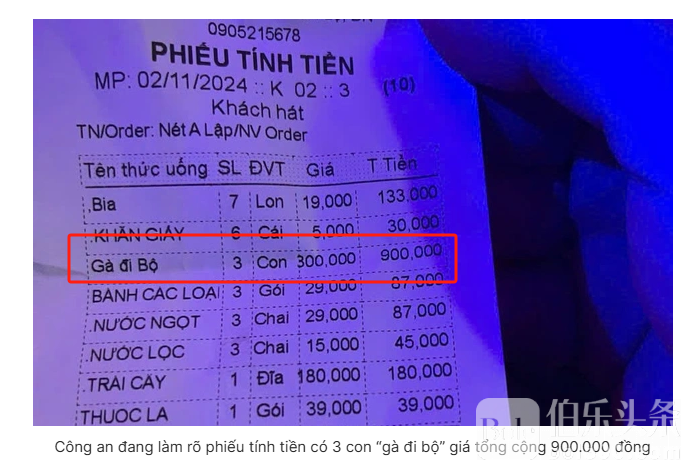 0905215678
PHIẾU TÍNH TIỀN
MP: 02/11/2024 :: K 02 :: 3 (10)
Khách hát
TN/Order: Nét A Lập/NV Order
Tên thức uống SL ĐVT Giá T Tiền
.Bia 7 Lon 19,000 133,000
.KHĂN GIẤY 6 Cái 5,000 30,000
Gà đi Bộ 3 Con 300,000 900,000
BÁNH CÁC LOẠI 3 Gói 29,000 87,000
.NƯỚC NGỌT 3 Chai 29,000 87,000
.NƯỚC LỌC 3 Chai 15,000 45,000
.TRÁI CÂY 1 Đĩa 180,000 180,000
THUỐC LÁ 1 Gói 39,000 39,000
伯乐头条
Công an đang làm rõ phiếu tính tiền có 3 con “gà đi bộ” giá tổng cộng 900.000 đồng